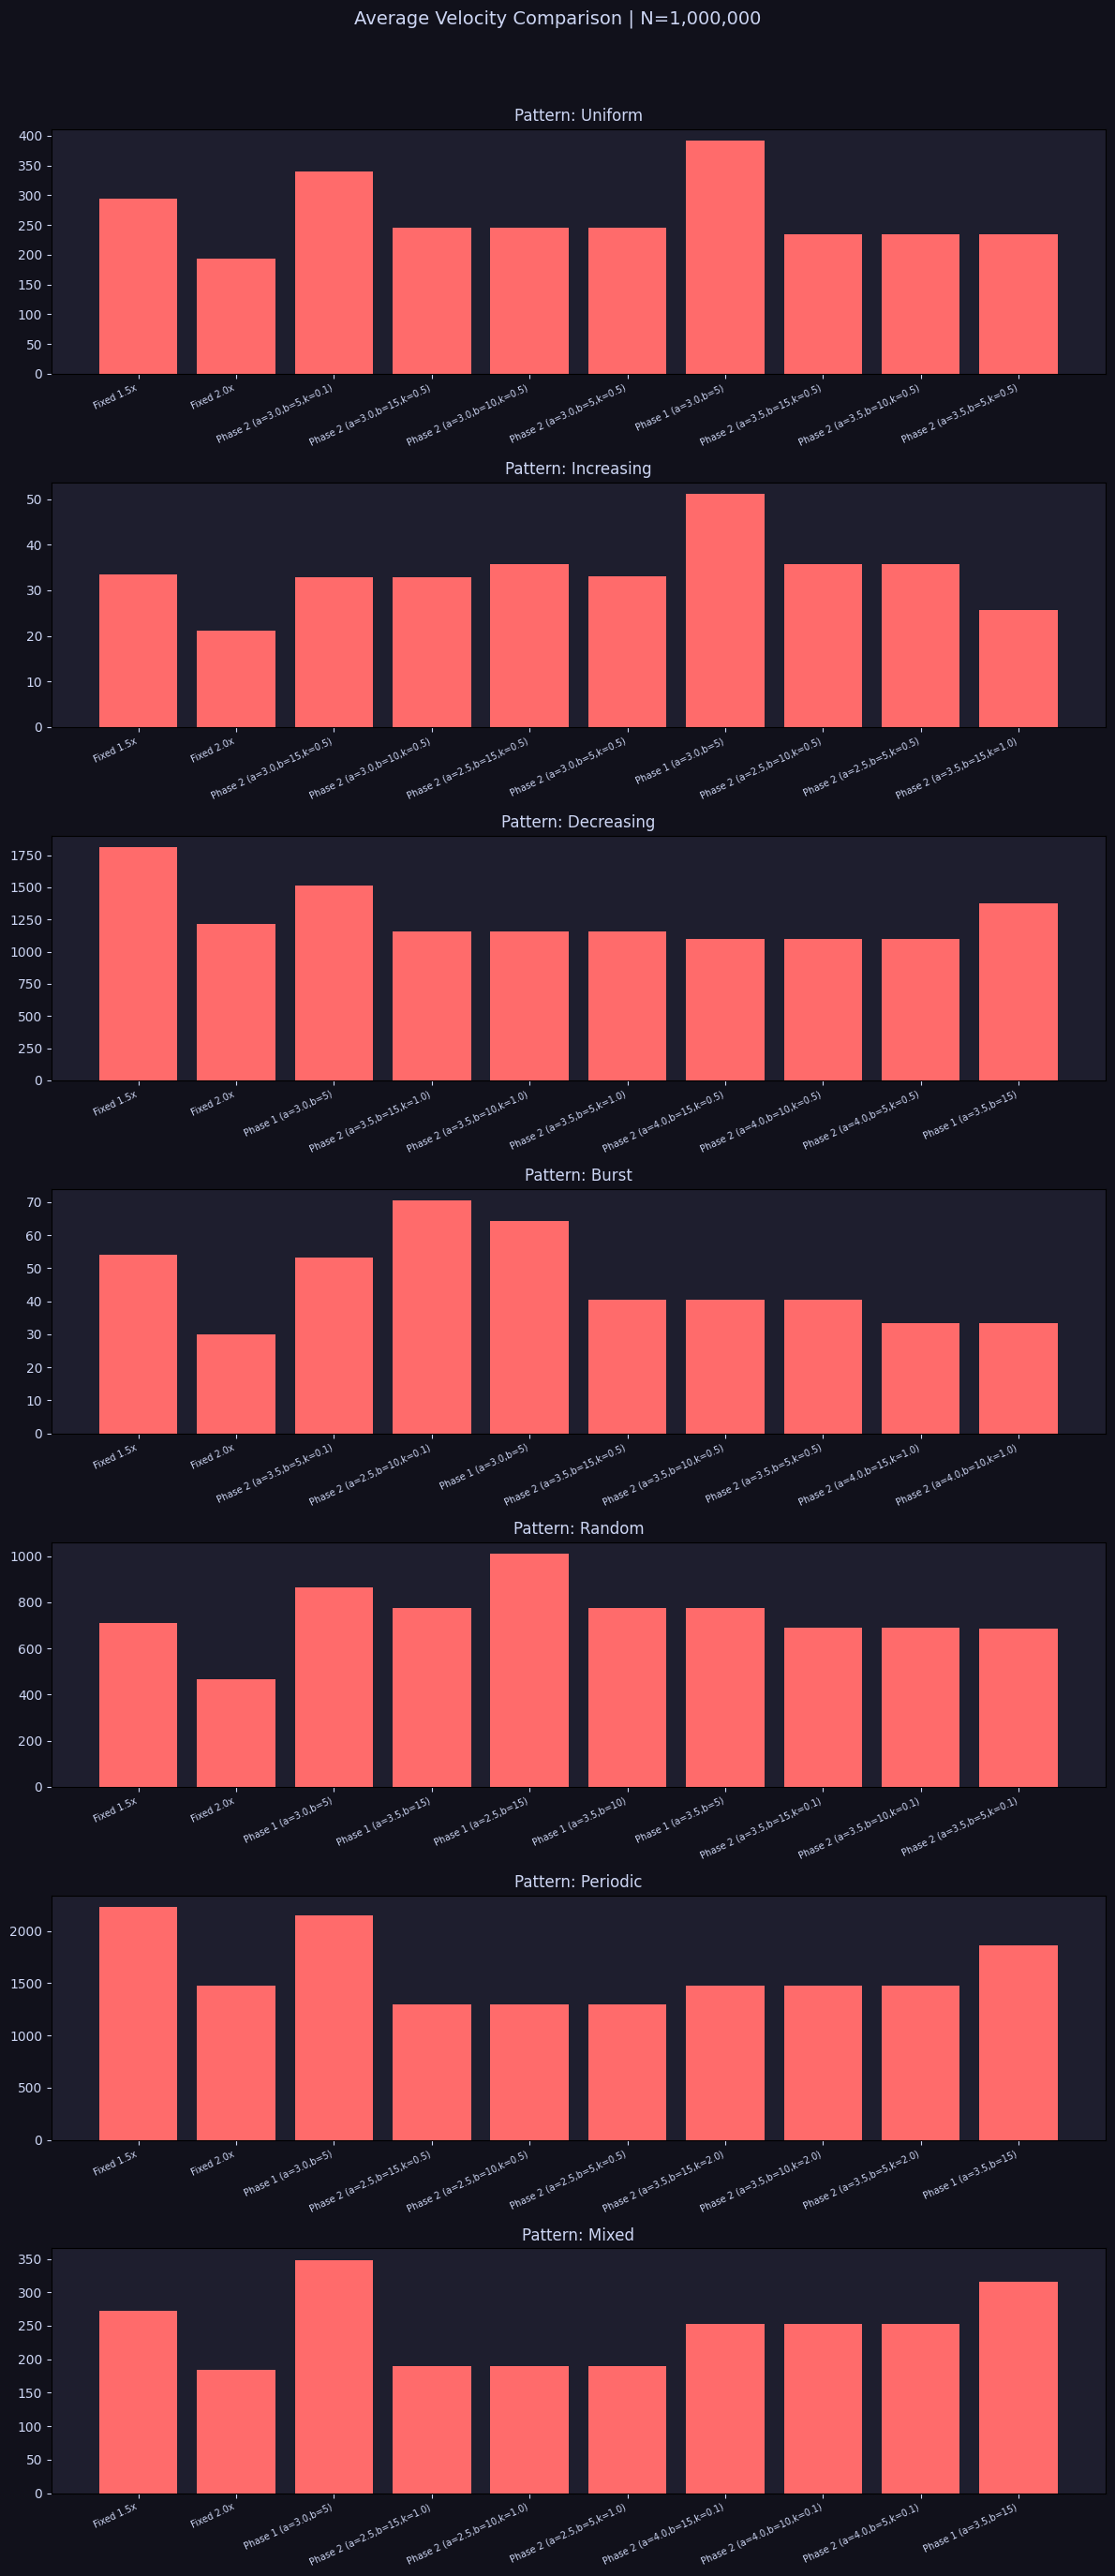 Average Velocity Comparison | N=1,000,000
Pattern: Uniform
400
350
300
250
200
150
100
50
0
Fixed 1.5x
Fixed 2.0x
Phase 2 (a=3.0,b=5,k=0.1)
Phase 2 (a=3.0,b=15,k=0.5)
Phase 2 (a=3.0,b=10,k=0.5)
Phase 2 (a=3.0,b=5,k=0.5)
Phase 1 (a=3.0,b=5)
Phase 2 (a=3.5,b=15,k=0.5)
Phase 2 (a=3.5,b=10,k=0.5)
Phase 2 (a=3.5,b=5,k=0.5)
Pattern: Increasing
50
40
30
20
10
0
Fixed 1.5x
Fixed 2.0x
Phase 2 (a=3.0,b=15,k=0.5)
Phase 2 (a=3.0,b=10,k=0.5)
Phase 2 (a=2.5,b=15,k=0.5)
Phase 2 (a=3.0,b=5,k=0.5)
Phase 1 (a=3.0,b=5)
Phase 2 (a=2.5,b=10,k=0.5)
Phase 2 (a=2.5,b=5,k=0.5)
Phase 2 (a=3.5,b=15,k=1.0)
Pattern: Decreasing
1750
1500
1250
1000
750
500
250
0
Fixed 1.5x
Fixed 2.0x
Phase 1 (a=3.0,b=5)
Phase 2 (a=3.5,b=15,k=1.0)
Phase 2 (a=3.5,b=10,k=1.0)
Phase 2 (a=3.5,b=5,k=1.0)
Phase 2 (a=4.0,b=15,k=0.5)
Phase 2 (a=4.0,b=10,k=0.5)
Phase 2 (a=4.0,b=5,k=0.5)
Phase 1 (a=3.5,b=15)
Pattern: Burst
70
60
50
40
30
20
10
0
Fixed 1.5x
Fixed 2.0x
Phase 2 (a=3.5,b=5,k=0.1)
Phase 2 (a=2.5,b=10,k=0.1)
Phase 1 (a=3.0,b=5)
Phase 2 (a=3.5,b=15,k=0.5)
Phase 2 (a=3.5,b=10,k=0.5)
Phase 2 (a=3.5,b=5,k=0.5)
Phase 2 (a=4.0,b=15,k=1.0)
Phase 2 (a=4.0,b=10,k=1.0)
Pattern: Random
1000
800
600
400
200
0
Fixed 1.5x
Fixed 2.0x
Phase 1 (a=3.0,b=5)
Phase 1 (a=3.5,b=15)
Phase 1 (a=2.5,b=15)
Phase 1 (a=3.5,b=10)
Phase 1 (a=3.5,b=5)
Phase 2 (a=3.5,b=15,k=0.1)
Phase 2 (a=3.5,b=10,k=0.1)
Phase 2 (a=3.5,b=5,k=0.1)
Pattern: Periodic
2000
1500
1000
500
0
Fixed 1.5x
Fixed 2.0x
Phase 1 (a=3.0,b=5)
Phase 2 (a=2.5,b=15,k=0.5)
Phase 2 (a=2.5,b=10,k=0.5)
Phase 2 (a=2.5,b=5,k=0.5)
Phase 2 (a=3.5,b=15,k=2.0)
Phase 2 (a=3.5,b=10,k=2.0)
Phase 2 (a=3.5,b=5,k=2.0)
Phase 1 (a=3.5,b=15)
Pattern: Mixed
350
300
250
200
150
100
50
0
Fixed 1.5x
Fixed 2.0x
Phase 1 (a=3.0,b=5)
Phase 2 (a=2.5,b=15,k=1.0)
Phase 2 (a=2.5,b=10,k=1.0)
Phase 2 (a=2.5,b=5,k=1.0)
Phase 2 (a=4.0,b=15,k=0.1)
Phase 2 (a=4.0,b=10,k=0.1)
Phase 2 (a=4.0,b=5,k=0.1)
Phase 1 (a=3.5,b=15)